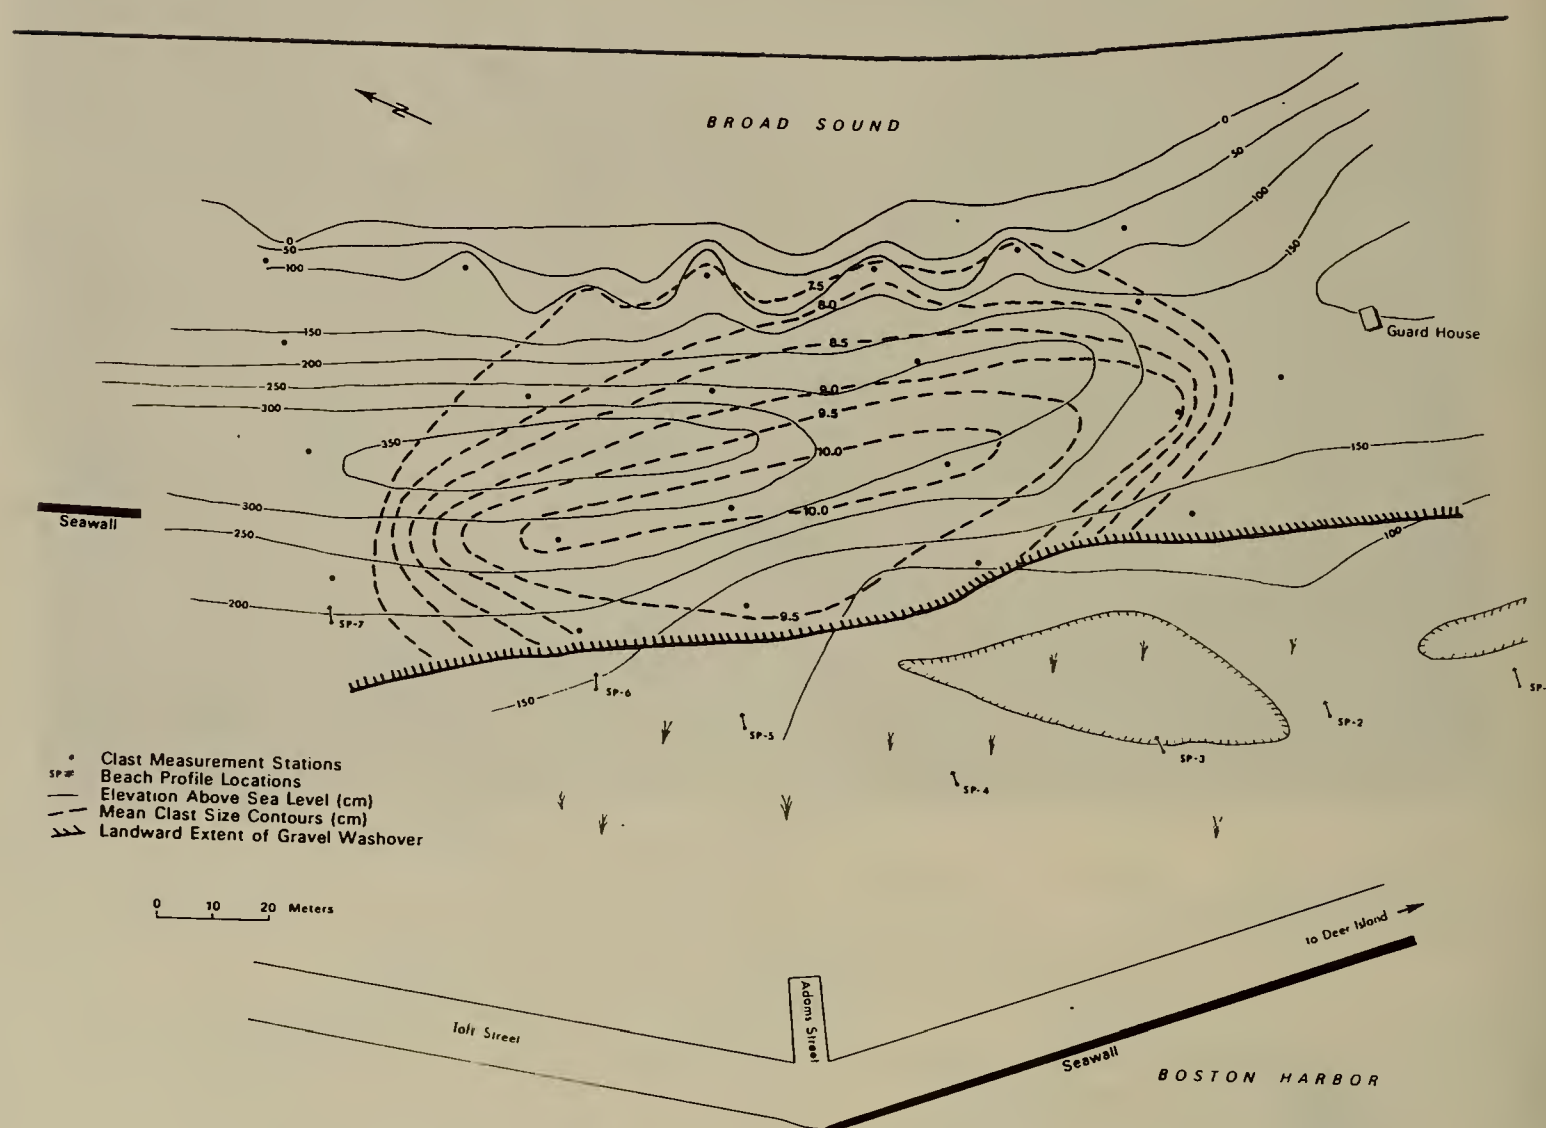 N
BROAD SOUND
0
50
100
150
0
50
100
7.5
8.0
150
8.5
Guard House
200
250
9.0
300
9.5
350
10.0
150
300
10.0
Seawall
250
100
200
9.5
SP-7
150
SP-6
SP-
SP-5
SP-2
SP-3
SP-4
Clast Measurement Stations
SP# Beach Profile Locations
Elevation Above Sea Level (cm)
Mean Clast Size Contours (cm)
Landward Extent of Gravel Washover
0 10 20 Meters
to Deer Island
Adams Street
Taft Street
Seawall
BOSTON HARBOR